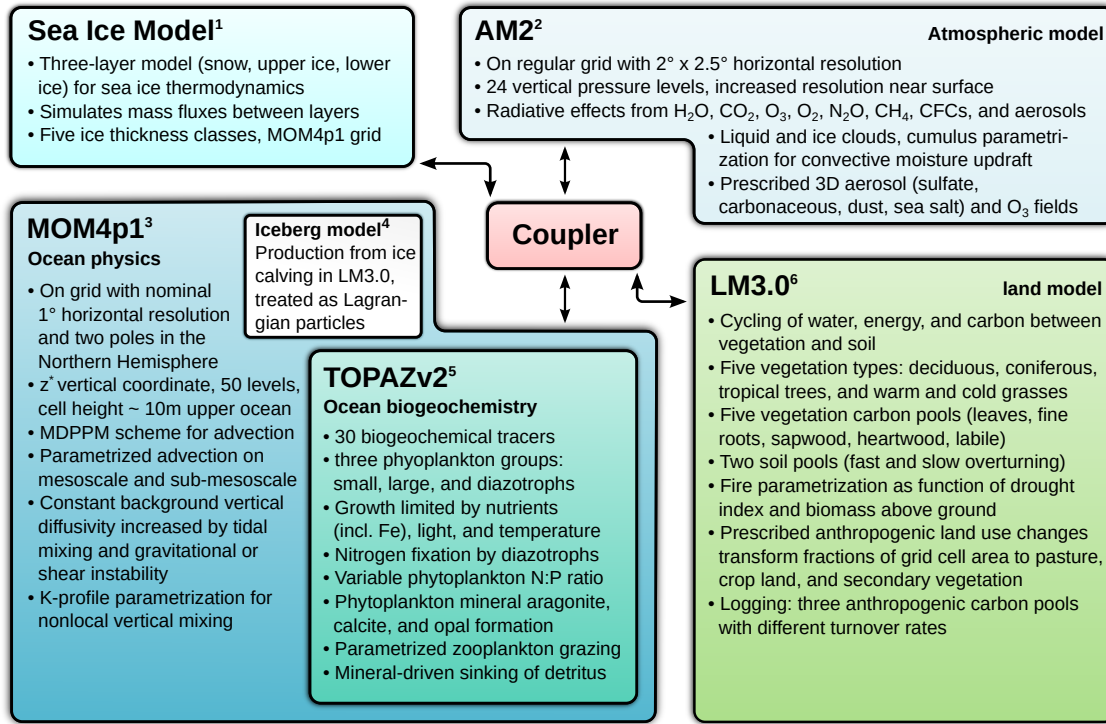 Sea Ice Model¹
• Three-layer model (snow, upper ice, lower
ice) for sea ice thermodynamics
• Simulates mass fluxes between layers
• Five ice thickness classes, MOM4p1 grid
AM2²
Atmospheric model
• On regular grid with 2° x 2.5° horizontal resolution
• 24 vertical pressure levels, increased resolution near surface
• Radiative effects from H₂O, CO₂, O₃, O₂, N₂O, CH₄, CFCs, and aerosols
• Liquid and ice clouds, cumulus parametri-
zation for convective moisture updraft
• Prescribed 3D aerosol (sulfate,
carbonaceous, dust, sea salt) and O₃ fields
Coupler
MOM4p1³
Ocean physics
• On grid with nominal
1° horizontal resolution
and two poles in the
Northern Hemisphere
• z* vertical coordinate, 50 levels,
cell height ~ 10m upper ocean
• MDPPM scheme for advection
• Parametrized advection on
mesoscale and sub-mesoscale
• Constant background vertical
diffusivity increased by tidal
mixing and gravitational or
shear instability
• K-profile parametrization for
nonlocal vertical mixing
Iceberg model⁴
Production from ice
calving in LM3.0,
treated as Lagran-
gian particles
TOPAZv2⁵
Ocean biogeochemistry
• 30 biogeochemical tracers
• three phyoplankton groups:
small, large, and diazotrophs
• Growth limited by nutrients
(incl. Fe), light, and temperature
• Nitrogen fixation by diazotrophs
• Variable phytoplankton N:P ratio
• Phytoplankton mineral aragonite,
calcite, and opal formation
• Parametrized zooplankton grazing
• Mineral-driven sinking of detritus
LM3.0⁶
land model
• Cycling of water, energy, and carbon between
vegetation and soil
• Five vegetation types: deciduous, coniferous,
tropical trees, and warm and cold grasses
• Five vegetation carbon pools (leaves, fine
roots, sapwood, heartwood, labile)
• Two soil pools (fast and slow overturning)
• Fire parametrization as function of drought
index and biomass above ground
• Prescribed anthropogenic land use changes
transform fractions of grid cell area to pasture,
crop land, and secondary vegetation
• Logging: three anthropogenic carbon pools
with different turnover rates